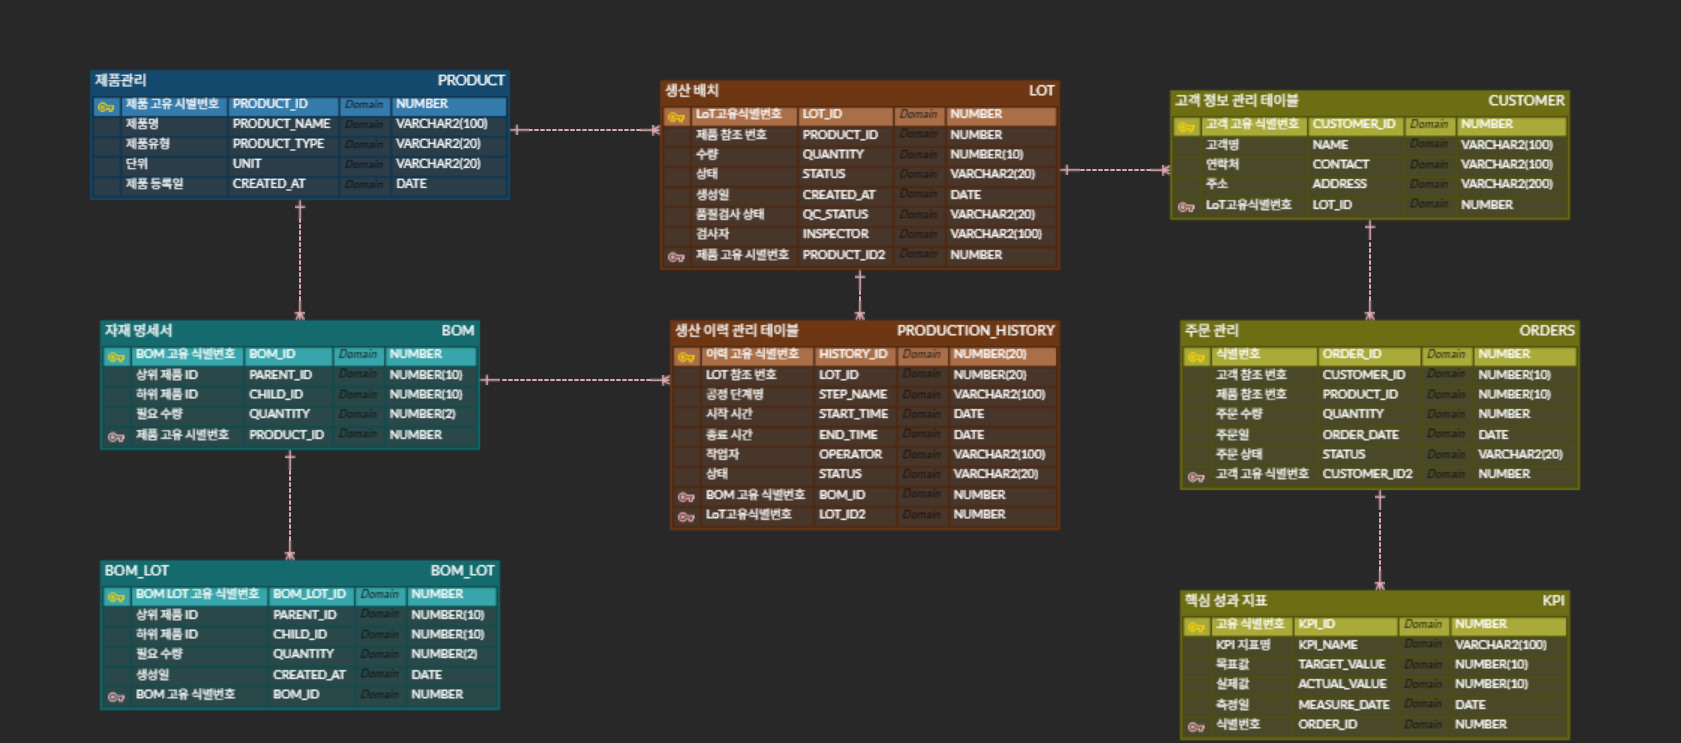 제품관리 PRODUCT
제품 고유 식별번호 PRODUCT_ID Domain NUMBER
제품명 PRODUCT_NAME Domain VARCHAR2(100)
제품유형 PRODUCT_TYPE Domain VARCHAR2(20)
단위 UNIT Domain VARCHAR2(20)
제품 등록일 CREATED_AT Domain DATE
생산 배치 LOT
LoT고유식별번호 LOT_ID Domain NUMBER
제품 참조 번호 PRODUCT_ID Domain NUMBER
수량 QUANTITY Domain NUMBER(10)
상태 STATUS Domain VARCHAR2(20)
생성일 CREATED_AT Domain DATE
품질검사 상태 QC_STATUS Domain VARCHAR2(20)
검사자 INSPECTOR Domain VARCHAR2(100)
제품 고유 식별번호 PRODUCT_ID2 Domain NUMBER
고객 정보 관리 테이블 CUSTOMER
고객 고유 식별번호 CUSTOMER_ID Domain NUMBER
고객명 NAME Domain VARCHAR2(100)
연락처 CONTACT Domain VARCHAR2(100)
주소 ADDRESS Domain VARCHAR2(200)
LoT고유식별번호 LOT_ID Domain NUMBER
자재 명세서 BOM
BOM 고유 식별번호 BOM_ID Domain NUMBER
상위 제품 ID PARENT_ID Domain NUMBER(10)
하위 제품 ID CHILD_ID Domain NUMBER(10)
필요 수량 QUANTITY Domain NUMBER(2)
제품 고유 식별번호 PRODUCT_ID Domain NUMBER
생산 이력 관리 테이블 PRODUCTION_HISTORY
이력 고유 식별번호 HISTORY_ID Domain NUMBER(20)
LOT 참조 번호 LOT_ID Domain NUMBER(20)
공정 단계명 STEP_NAME Domain VARCHAR2(100)
시작 시간 START_TIME Domain DATE
종료 시간 END_TIME Domain DATE
작업자 OPERATOR Domain VARCHAR2(100)
상태 STATUS Domain VARCHAR2(20)
BOM 고유 식별번호 BOM_ID Domain NUMBER
LoT고유식별번호 LOT_ID2 Domain NUMBER
주문 관리 ORDERS
식별번호 ORDER_ID Domain NUMBER
고객 참조 번호 CUSTOMER_ID Domain NUMBER(10)
제품 참조 번호 PRODUCT_ID Domain NUMBER(10)
주문 수량 QUANTITY Domain NUMBER
주문일 ORDER_DATE Domain DATE
주문 상태 STATUS Domain VARCHAR2(20)
고객 고유 식별번호 CUSTOMER_ID2 Domain NUMBER
BOM_LOT BOM_LOT
BOM LOT 고유 식별번호 BOM_LOT_ID Domain NUMBER
상위 제품 ID PARENT_ID Domain NUMBER(10)
하위 제품 ID CHILD_ID Domain NUMBER(10)
필요 수량 QUANTITY Domain NUMBER(2)
생성일 CREATED_AT Domain DATE
BOM 고유 식별번호 BOM_ID Domain NUMBER
핵심 성과 지표 KPI
고유 식별번호 KPI_ID Domain NUMBER
KPI 지표명 KPI_NAME Domain VARCHAR2(100)
목표값 TARGET_VALUE Domain NUMBER(10)
실제값 ACTUAL_VALUE Domain NUMBER(10)
측정일 MEASURE_DATE Domain DATE
식별번호 ORDER_ID Domain NUMBER